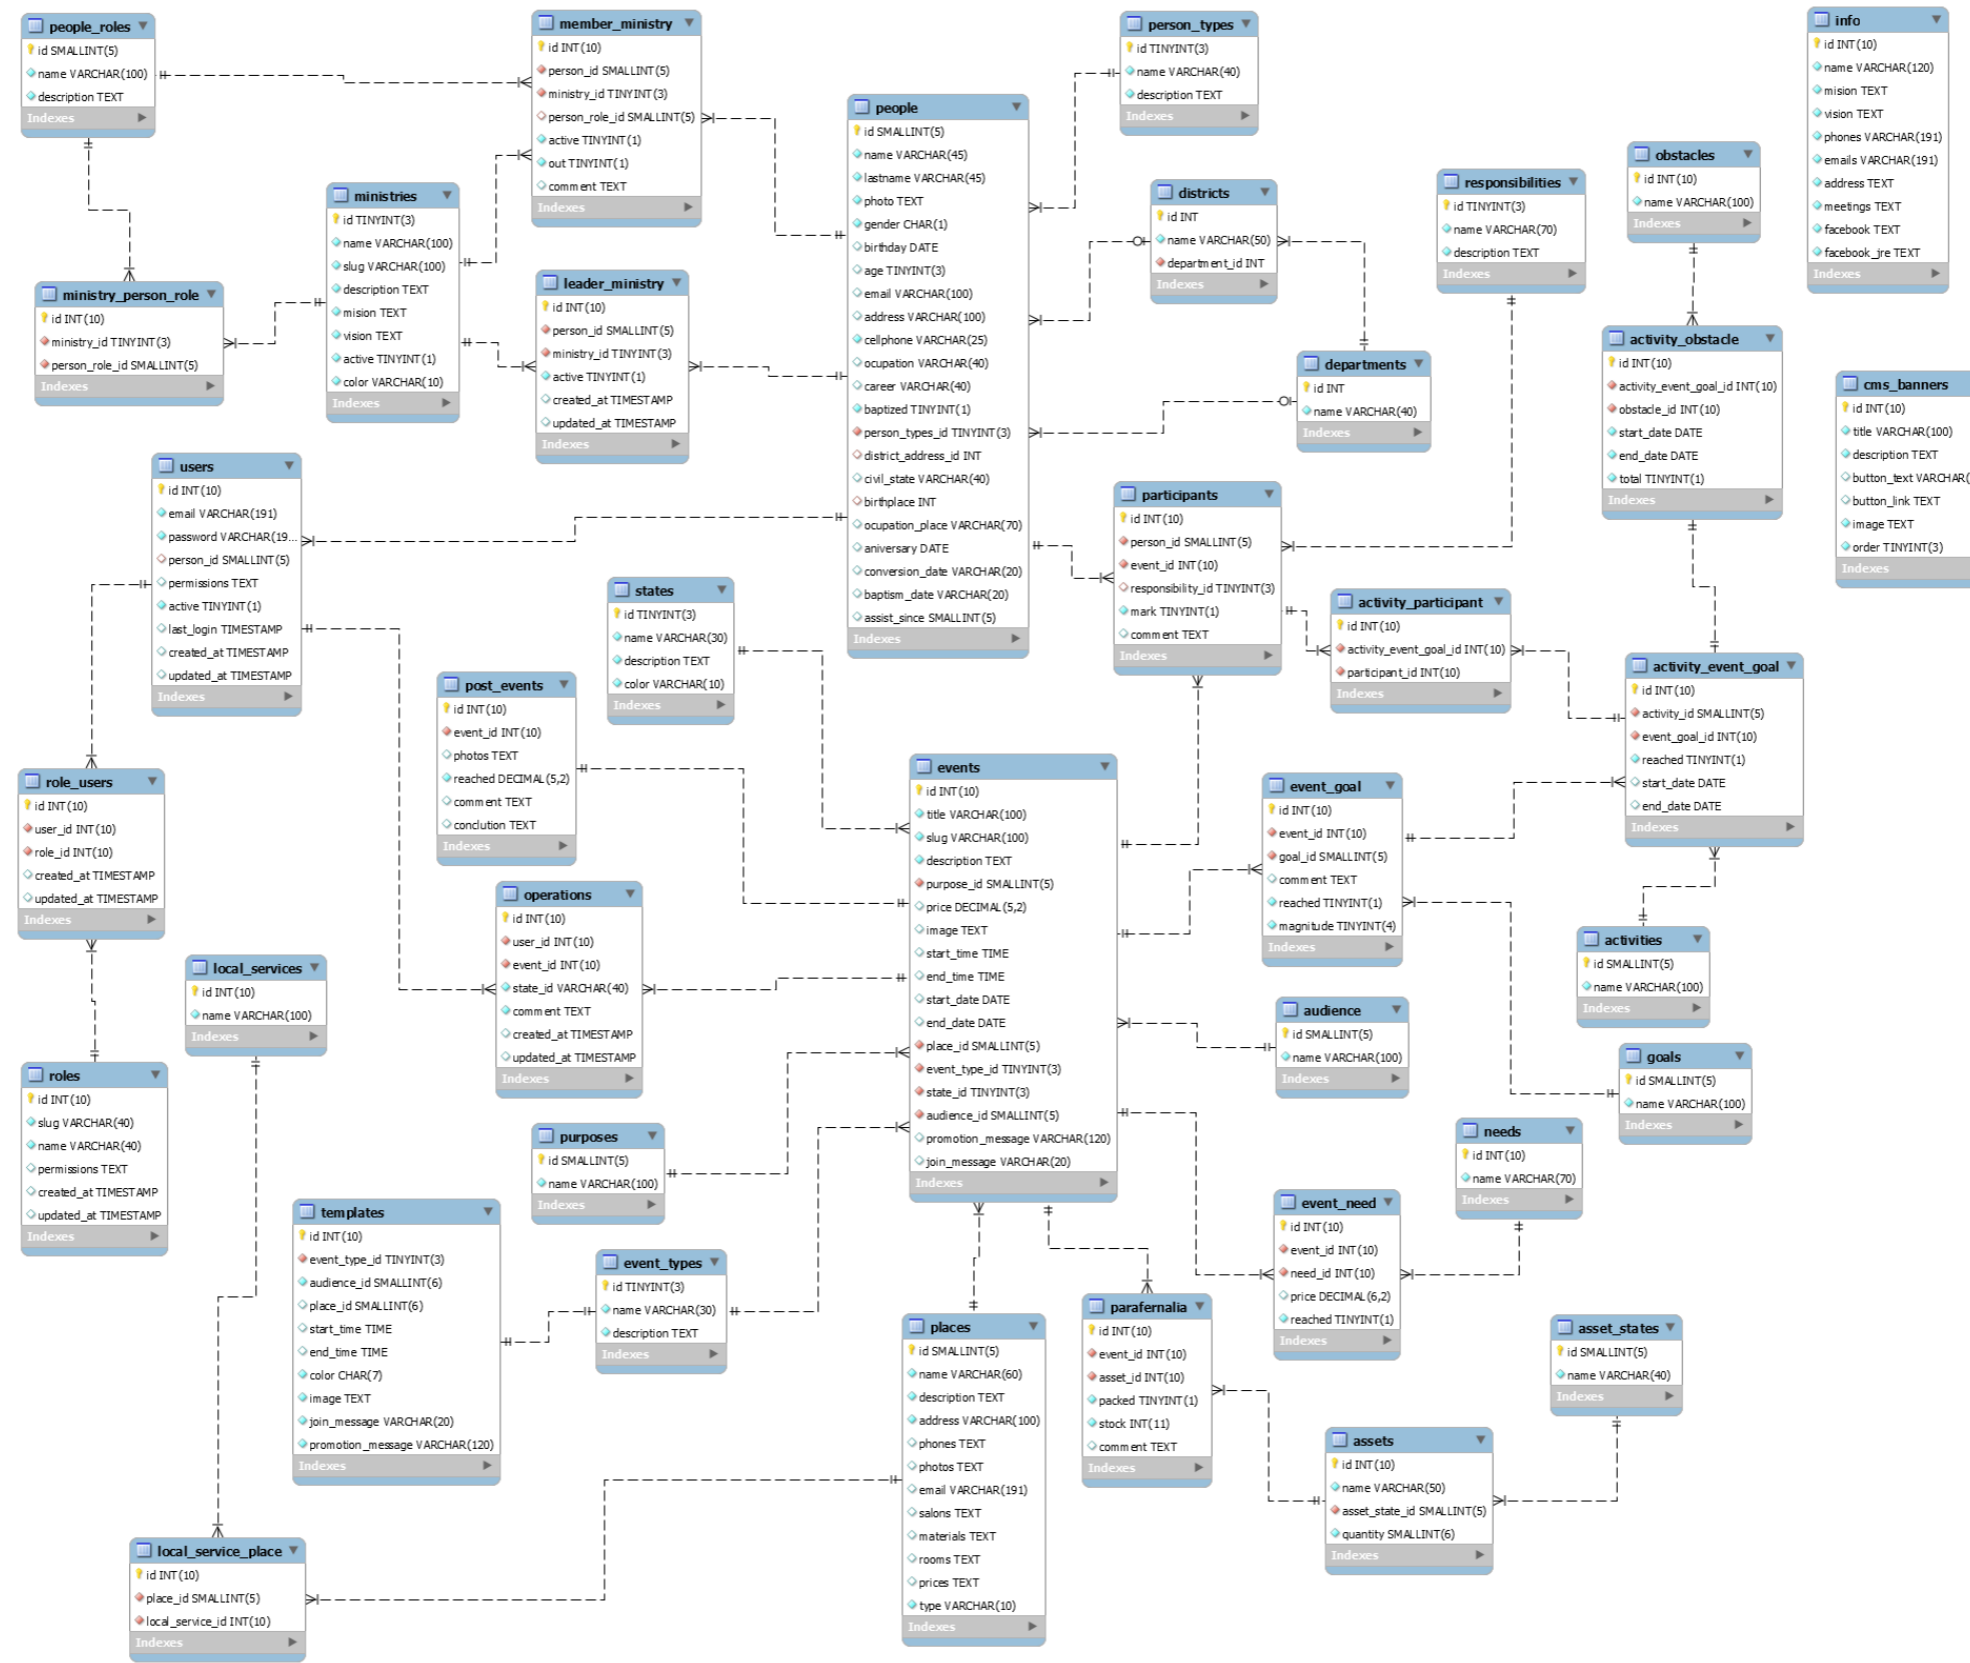 people_roles
id SMALLINT(5)
name VARCHAR(100)
description TEXT
Indexes
member_ministry
id INT(10)
person_id SMALLINT(5)
ministry_id TINYINT(3)
person_role_id SMALLINT(5)
active TINYINT(1)
out TINYINT(1)
comment TEXT
Indexes
person_types
id TINYINT(3)
name VARCHAR(40)
description TEXT
Indexes
info
id INT(10)
name VARCHAR(120)
mision TEXT
vision TEXT
phones VARCHAR(191)
emails VARCHAR(191)
address TEXT
meetings TEXT
facebook TEXT
facebook_jre TEXT
Indexes
people
id SMALLINT(5)
name VARCHAR(45)
lastname VARCHAR(45)
photo TEXT
gender CHAR(1)
birthday DATE
age TINYINT(3)
email VARCHAR(100)
address VARCHAR(100)
cellphone VARCHAR(25)
ocupation VARCHAR(40)
career VARCHAR(40)
baptized TINYINT(1)
person_types_id TINYINT(3)
district_address_id INT
civil_state VARCHAR(40)
birthplace INT
ocupation_place VARCHAR(70)
aniversary DATE
conversion_date VARCHAR(20)
baptism_date VARCHAR(20)
assist_since SMALLINT(5)
Indexes
obstacles
id INT(10)
name VARCHAR(100)
Indexes
responsibilities
id TINYINT(3)
name VARCHAR(70)
description TEXT
Indexes
districts
id INT
name VARCHAR(50)
department_id INT
Indexes
ministries
id TINYINT(3)
name VARCHAR(100)
slug VARCHAR(100)
description TEXT
mision TEXT
vision TEXT
active TINYINT(1)
color VARCHAR(10)
Indexes
leader_ministry
id INT(10)
person_id SMALLINT(5)
ministry_id TINYINT(3)
active TINYINT(1)
created_at TIMESTAMP
updated_at TIMESTAMP
Indexes
ministry_person_role
id INT(10)
ministry_id TINYINT(3)
person_role_id SMALLINT(5)
Indexes
activity_obstacle
id INT(10)
activity_event_goal_id INT(10)
obstacle_id INT(10)
start_date DATE
end_date DATE
total TINYINT(1)
Indexes
departments
id INT
name VARCHAR(40)
Indexes
cms_banners
id INT(10)
title VARCHAR(100)
description TEXT
button_text VARCHAR(
button_link TEXT
image TEXT
order TINYINT(3)
Indexes
users
id INT(10)
email VARCHAR(191)
password VARCHAR(19...
person_id SMALLINT(5)
permissions TEXT
active TINYINT(1)
last_login TIMESTAMP
created_at TIMESTAMP
updated_at TIMESTAMP
Indexes
participants
id INT(10)
person_id SMALLINT(5)
event_id INT(10)
responsibility_id TINYINT(3)
mark TINYINT(1)
comment TEXT
Indexes
states
id TINYINT(3)
name VARCHAR(30)
description TEXT
color VARCHAR(10)
Indexes
activity_participant
id INT(10)
activity_event_goal_id INT(10)
participant_id INT(10)
Indexes
activity_event_goal
id INT(10)
activity_id SMALLINT(5)
event_goal_id INT(10)
reached TINYINT(1)
start_date DATE
end_date DATE
Indexes
post_events
id INT(10)
event_id INT(10)
photos TEXT
reached DECIMAL(5,2)
comment TEXT
conclution TEXT
Indexes
events
id INT(10)
title VARCHAR(100)
slug VARCHAR(100)
description TEXT
purpose_id SMALLINT(5)
price DECIMAL(5,2)
image TEXT
start_time TIME
end_time TIME
start_date DATE
end_date DATE
place_id SMALLINT(5)
event_type_id TINYINT(3)
state_id TINYINT(3)
audience_id SMALLINT(5)
promotion_message VARCHAR(120)
join_message VARCHAR(20)
Indexes
role_users
id INT(10)
user_id INT(10)
role_id INT(10)
created_at TIMESTAMP
updated_at TIMESTAMP
Indexes
event_goal
id INT(10)
event_id INT(10)
goal_id SMALLINT(5)
comment TEXT
reached TINYINT(1)
magnitude TINYINT(4)
Indexes
operations
id INT(10)
user_id INT(10)
event_id INT(10)
state_id VARCHAR(40)
comment TEXT
created_at TIMESTAMP
updated_at TIMESTAMP
Indexes
activities
id SMALLINT(5)
name VARCHAR(100)
Indexes
local_services
id INT(10)
name VARCHAR(100)
Indexes
audience
id SMALLINT(5)
name VARCHAR(100)
Indexes
goals
id SMALLINT(5)
name VARCHAR(100)
Indexes
roles
id INT(10)
slug VARCHAR(40)
name VARCHAR(40)
permissions TEXT
created_at TIMESTAMP
updated_at TIMESTAMP
Indexes
purposes
id SMALLINT(5)
name VARCHAR(100)
Indexes
needs
id INT(10)
name VARCHAR(70)
Indexes
templates
id INT(10)
event_type_id TINYINT(3)
audience_id SMALLINT(6)
place_id SMALLINT(6)
start_time TIME
end_time TIME
color CHAR(7)
image TEXT
join_message VARCHAR(20)
promotion_message VARCHAR(120)
Indexes
event_need
id INT(10)
event_id INT(10)
need_id INT(10)
price DECIMAL(6,2)
reached TINYINT(1)
Indexes
event_types
id TINYINT(3)
name VARCHAR(30)
description TEXT
Indexes
parafernalia
id INT(10)
event_id INT(10)
asset_id INT(10)
packed TINYINT(1)
stock INT(11)
comment TEXT
Indexes
places
id SMALLINT(5)
name VARCHAR(60)
description TEXT
address VARCHAR(100)
phones TEXT
photos TEXT
email VARCHAR(191)
salons TEXT
materials TEXT
rooms TEXT
prices TEXT
type VARCHAR(10)
Indexes
asset_states
id SMALLINT(5)
name VARCHAR(40)
Indexes
assets
id INT(10)
name VARCHAR(50)
asset_state_id SMALLINT(5)
quantity SMALLINT(6)
Indexes
local_service_place
id INT(10)
place_id SMALLINT(5)
local_service_id INT(10)
Indexes